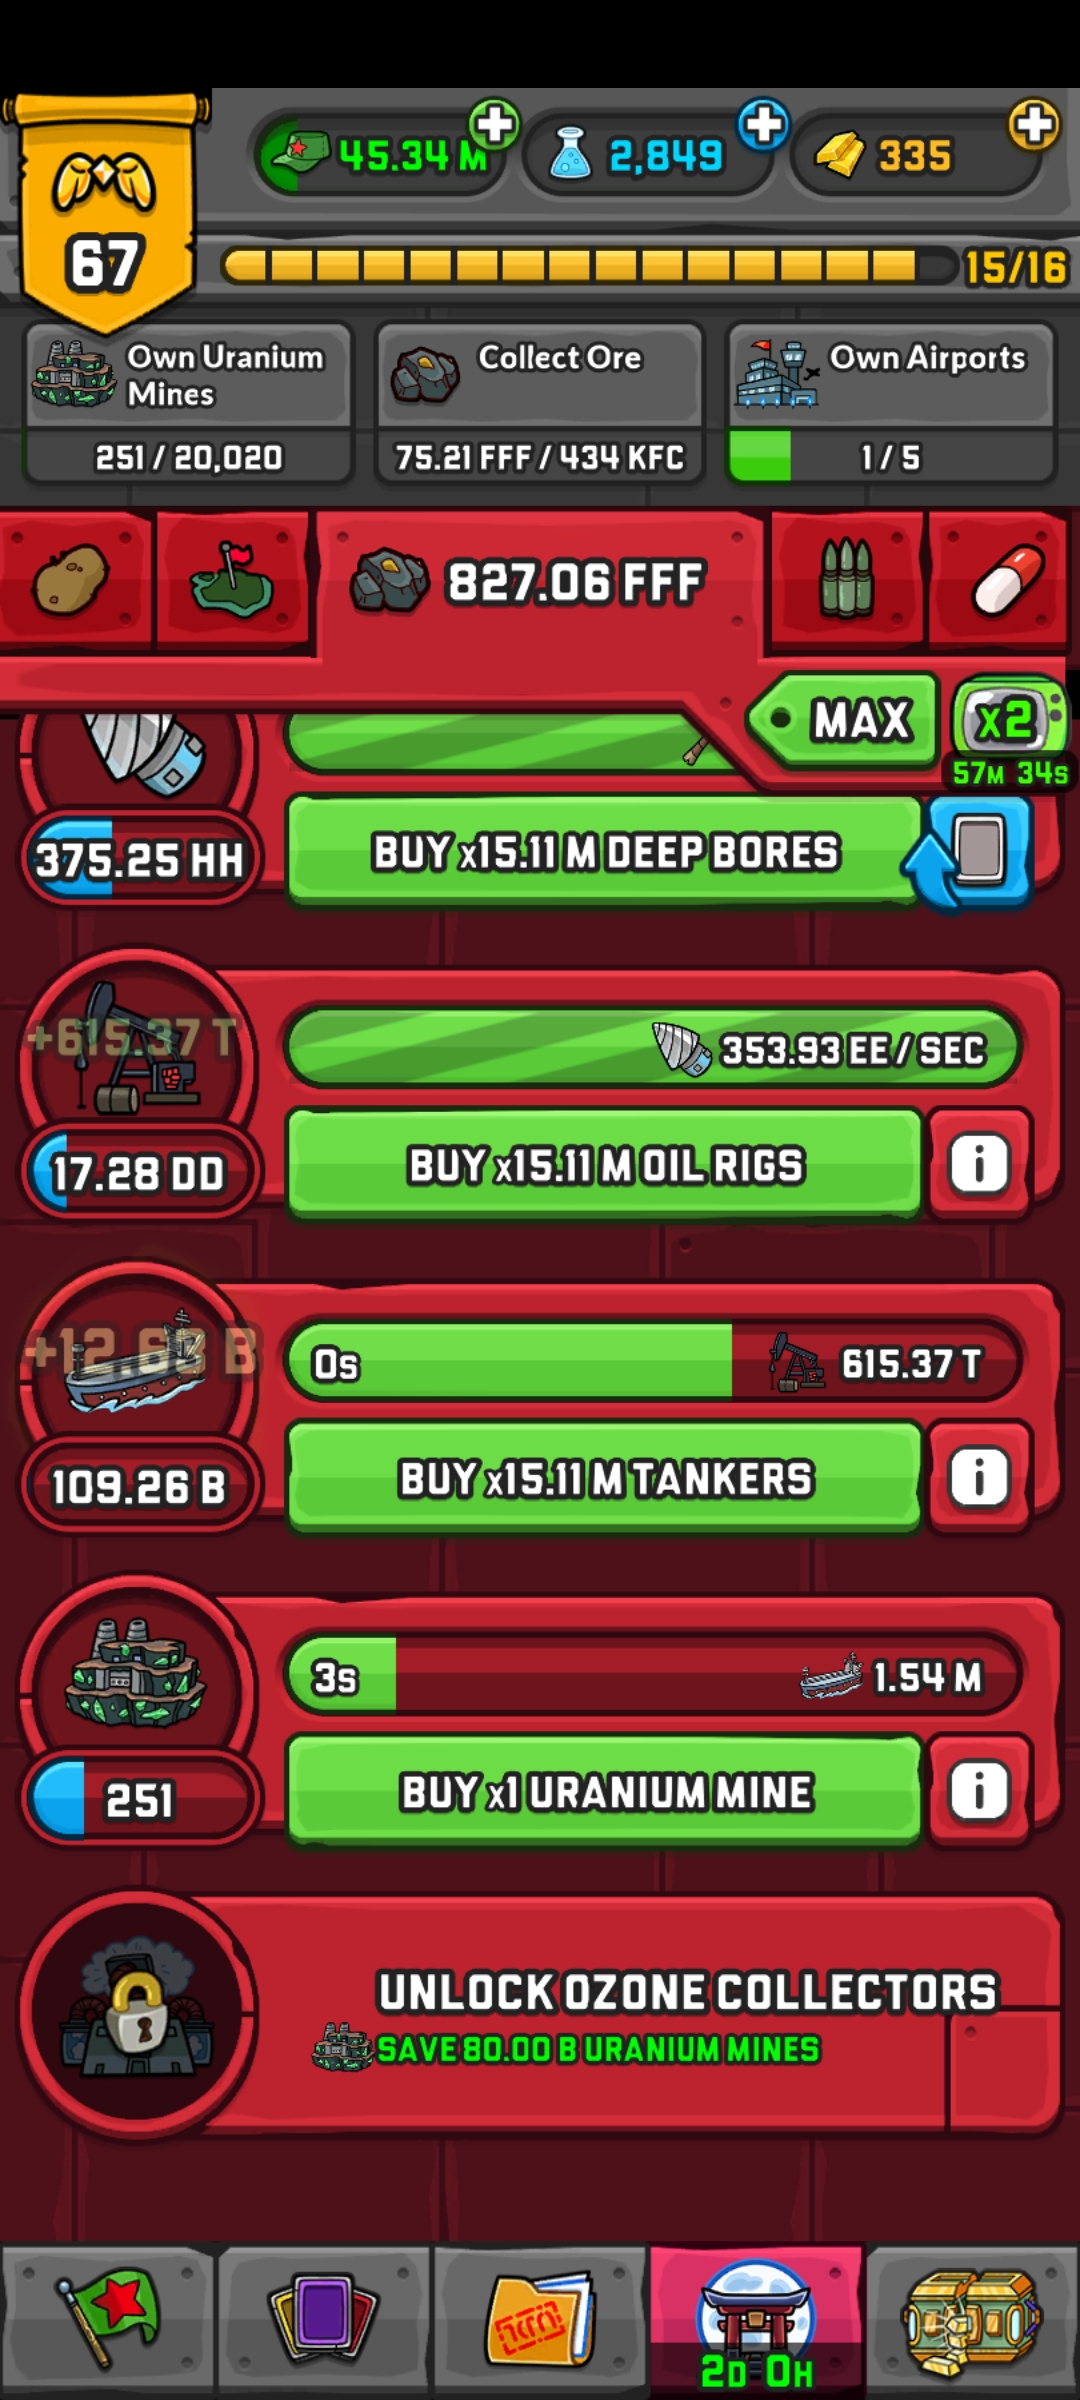 45.34 M
2,849
335
67
15/16
Own Uranium
Mines
251 / 20,020
Collect Ore
75.21 FFF / 434 KFC
Own Airports
1 / 5
827.06 FFF
MAX
x2
57M 34S
375.25 HH
BUY x15.11 M DEEP BORES
+615.37 T
353.93 EE / SEC
17.28 DD
BUY x15.11 M OIL RIGS
i
+12.63 B
0s
615.37 T
109.26 B
BUY x15.11 M TANKERS
i
3s
1.54 M
251
BUY x1 URANIUM MINE
i
UNLOCK OZONE COLLECTORS
SAVE 80.00 B URANIUM MINES
2D 0H